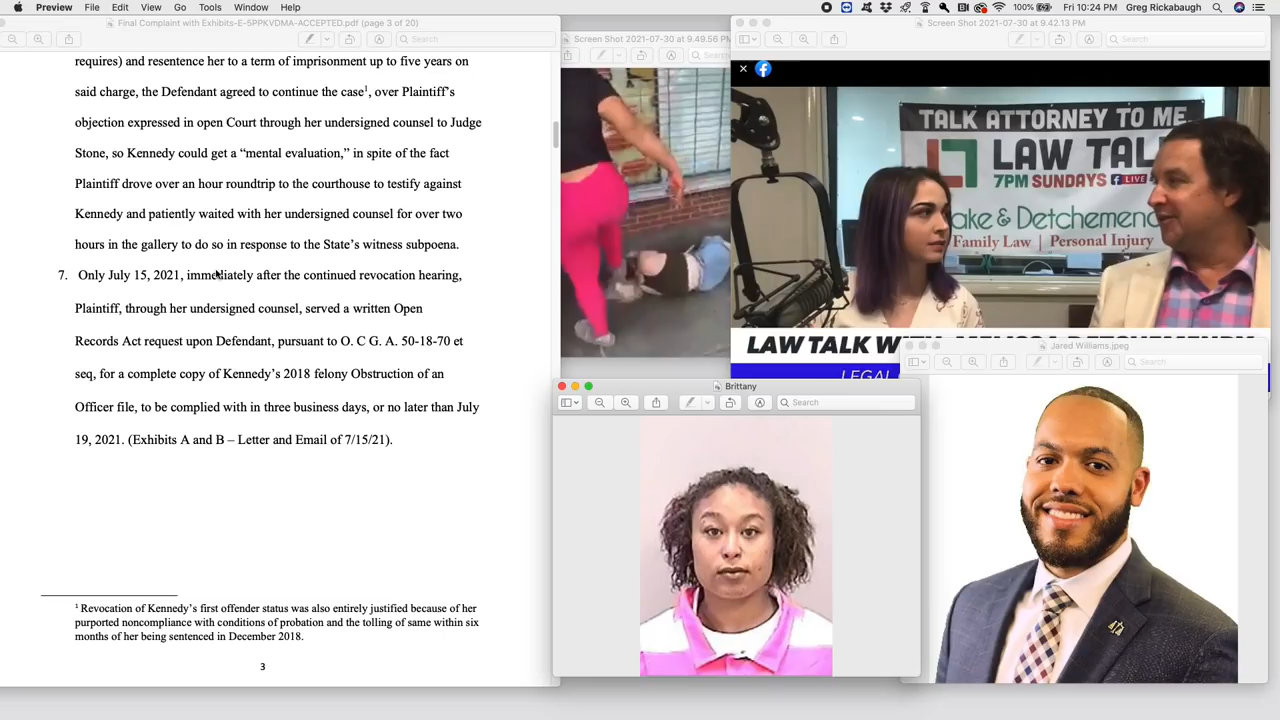 Preview File Edit View Go Tools Window Help
100% Fri 10:24 PM Greg Rickabaugh
Final Complaint with Exhibits-E-5PPKVDMA-ACCEPTED.pdf (page 3 of 20)
Search
requires) and resentence her to a term of imprisonment up to five years on
said charge, the Defendant agreed to continue the case1, over Plaintiff's
objection expressed in open Court through her undersigned counsel to Judge
Stone, so Kennedy could get a "mental evaluation," in spite of the fact
Plaintiff drove over an hour roundtrip to the courthouse to testify against
Kennedy and patiently waited with her undersigned counsel for over two
hours in the gallery to do so in response to the State's witness subpoena.
7. Only July 15, 2021, immediately after the continued revocation hearing,
Plaintiff, through her undersigned counsel, served a written Open
Records Act request upon Defendant, pursuant to O. C G. A. 50-18-70 et
seq, for a complete copy of Kennedy's 2018 felony Obstruction of an
Officer file, to be complied with in three business days, or no later than July
19, 2021. (Exhibits A and B – Letter and Email of 7/15/21).
1 Revocation of Kennedy's first offender status was also entirely justified because of her
purported noncompliance with conditions of probation and the tolling of same within six
months of her being sentenced in December 2018.
3
Screen Shot 2021-07-30 at 9.49.56 PM
Search
Screen Shot 2021-07-30 at 9.42.13 PM
Search
TALK ATTORNEY TO ME
LAW TAL
7PM SUNDAYS f LIVE
ake & Detchemend
Family Law | Personal Injury
LAW TALK W
LEGAL
Brittany
Search
Jared Williams.jpeg
Search